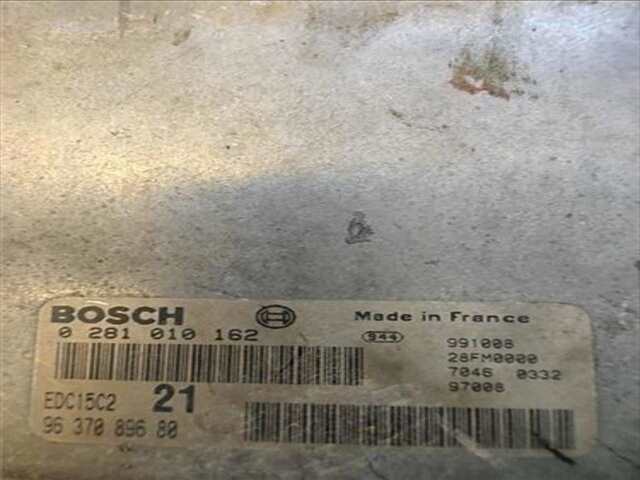 BOSCH Made in France
0 281 010 162 944 991008
28FM0000
7046 0332
97008
EDC15C2 21
96 370 896 80